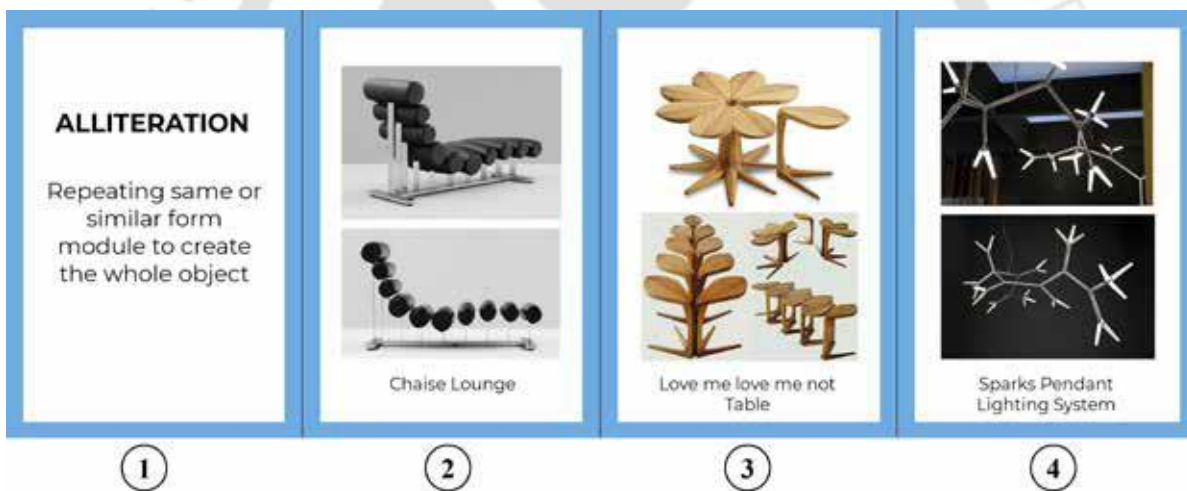 ALLITERATION
Repeating same or
similar form
module to create
the whole object
Chaise Lounge
Love me love me not
Table
Sparks Pendant
Lighting System
1
2
3
4